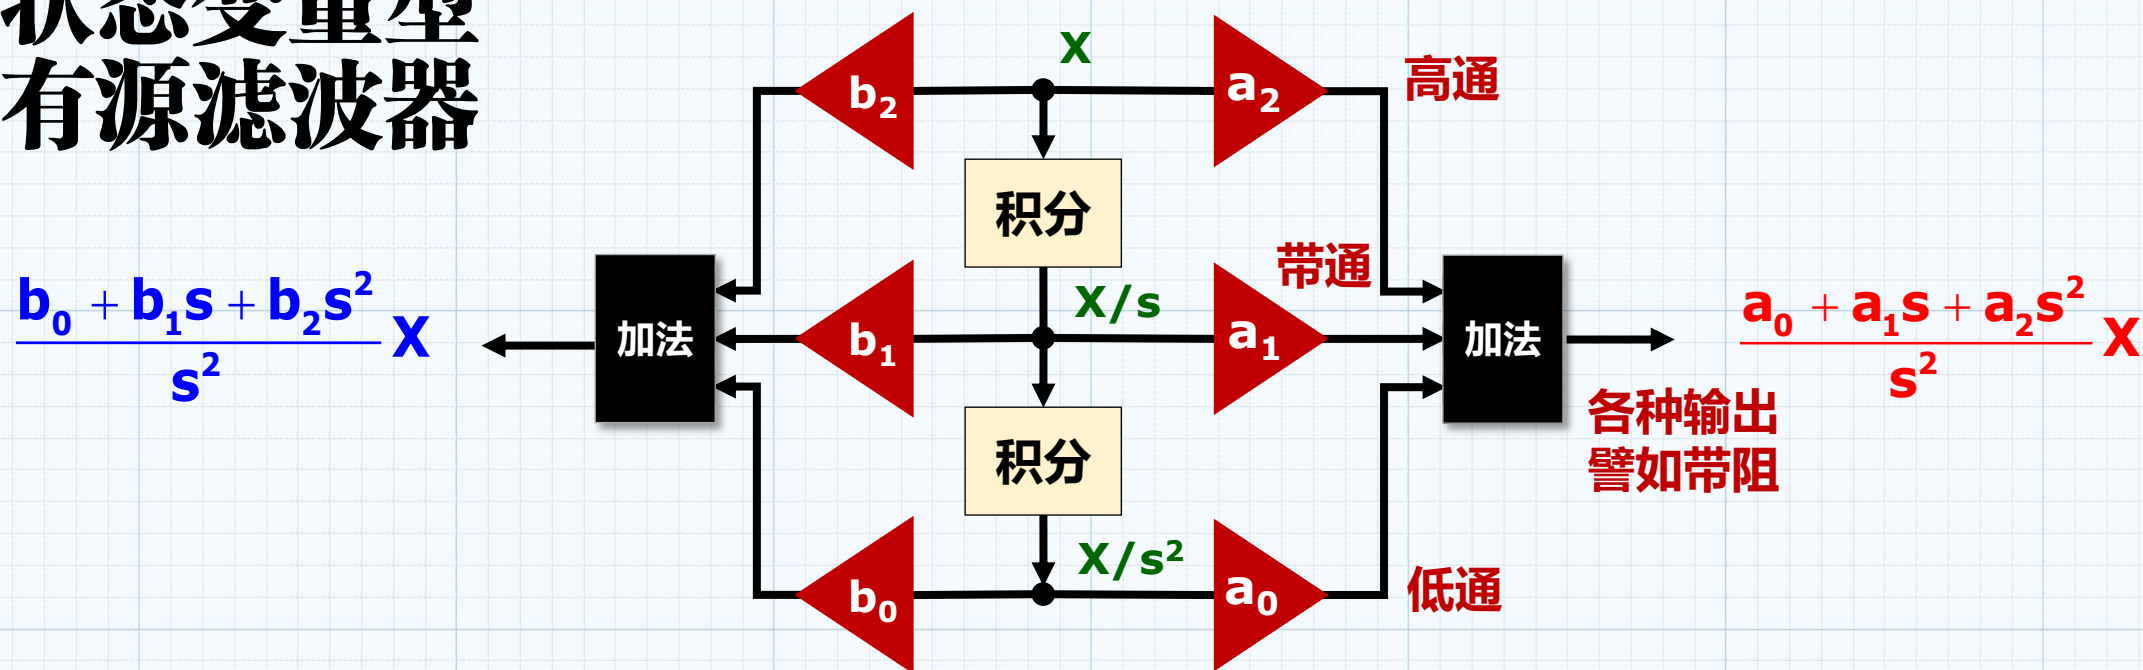 状态变量型
有源滤波器
b₂
X
a₂
高通
积分
带通
b₀ + b₁s + b₂s²
s²
X
加法
b₁
X/s
a₁
加法
a₀ + a₁s + a₂s²
s²
X
各种输出
譬如带阻
积分
X/s²
b₀
a₀
低通